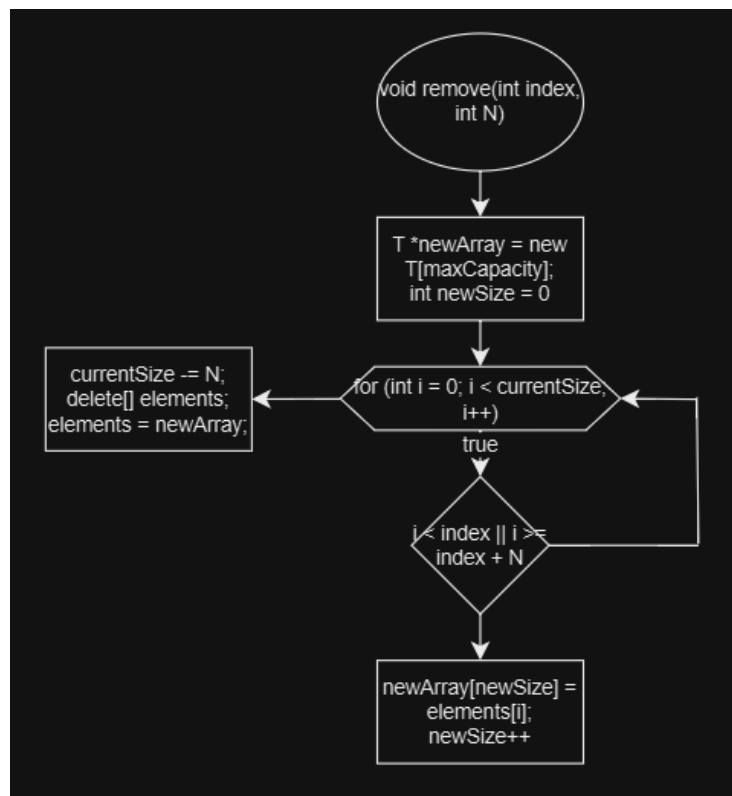 void remove(int index,
int N)
T *newArray = new
T[maxCapacity];
int newSize = 0
for (int i = 0; i < currentSize,
i++)
currentSize -= N;
delete[] elements;
elements = newArray;
true
i < index || i >=
index + N
newArray[newSize] =
elements[i];
newSize++